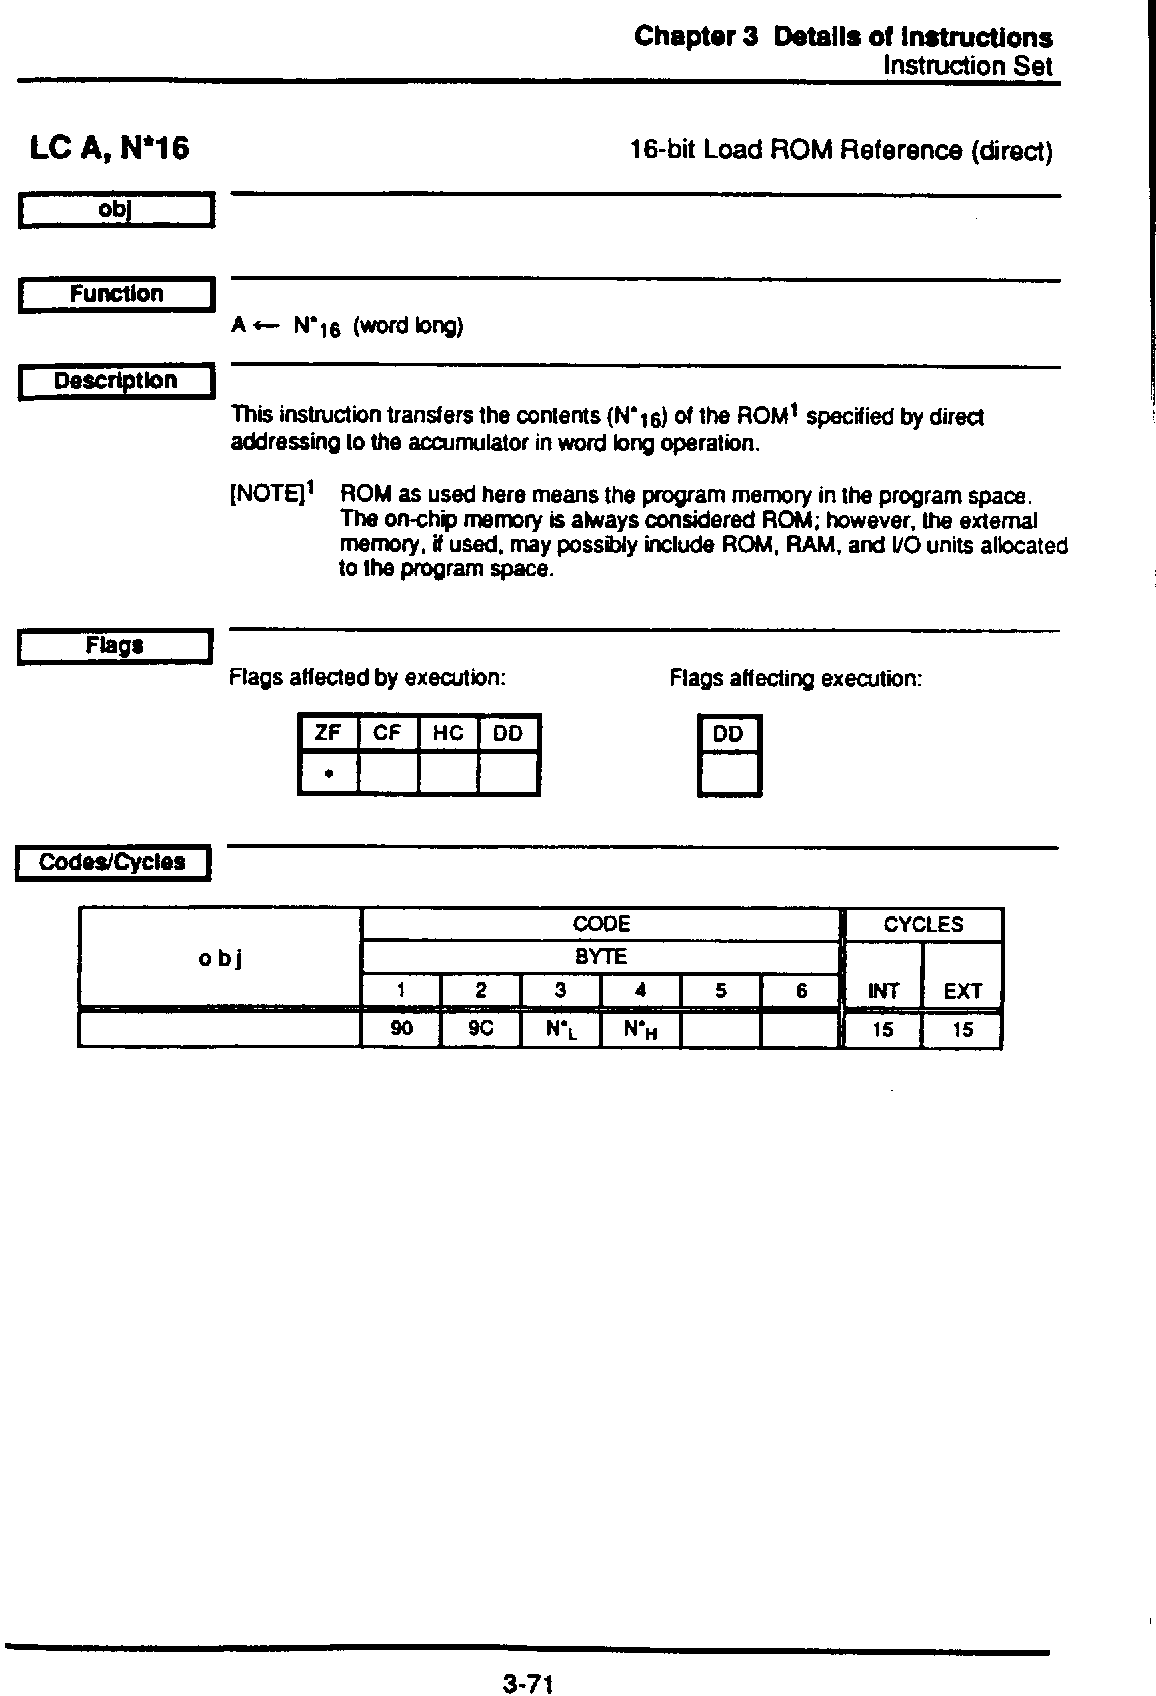 Chapter 3 Details of Instructions
Instruction Set
LC A, N*16
16-bit Load ROM Reference (direct)
obj
Function
A ← N*16 (word long)
Description
This instruction transfers the contents (N*16) of the ROM1 specified by direct
addressing to the accumulator in word long operation.
[NOTE]1 ROM as used here means the program memory in the program space.
The on-chip memory is always considered ROM; however, the external
memory, if used, may possibly include ROM, RAM, and I/O units allocated
to the program space.
Flags
Flags affected by execution: Flags affecting execution:
ZF CF HC DD DD
*
Codes/Cycles
obj CODE CYCLES
BYTE
1 2 3 4 5 6 INT EXT
90 9C N*L N*H 15 15
3-71